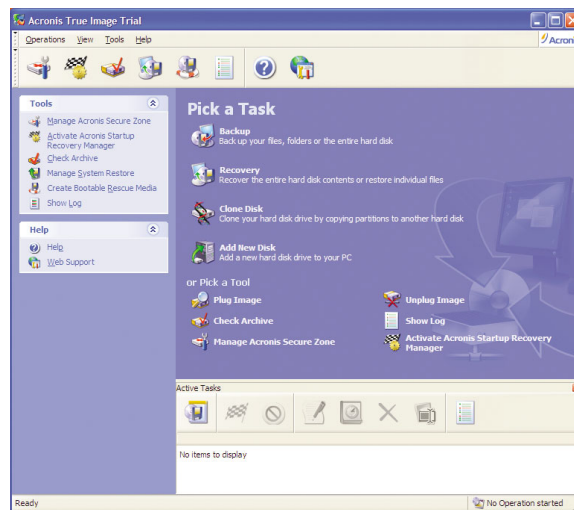 Acronis True Image Trial
Operations View Tools Help
Acroni
Tools
Manage Acronis Secure Zone
Activate Acronis Startup
Recovery Manager
Check Archive
Manage System Restore
Create Bootable Rescue Media
Show Log
Help
Help
Web Support
Pick a Task
Backup
Back up your files, folders or the entire hard disk
Recovery
Recover the entire hard disk contents or restore individual files
Clone Disk
Clone your hard disk drive by copying partitions to another hard disk
Add New Disk
Add a new hard disk drive to your PC
or Pick a Tool
Plug Image
Unplug Image
Check Archive
Show Log
Manage Acronis Secure Zone
Activate Acronis Startup Recovery
Manager
Active Tasks
No items to display
Ready
No Operation started